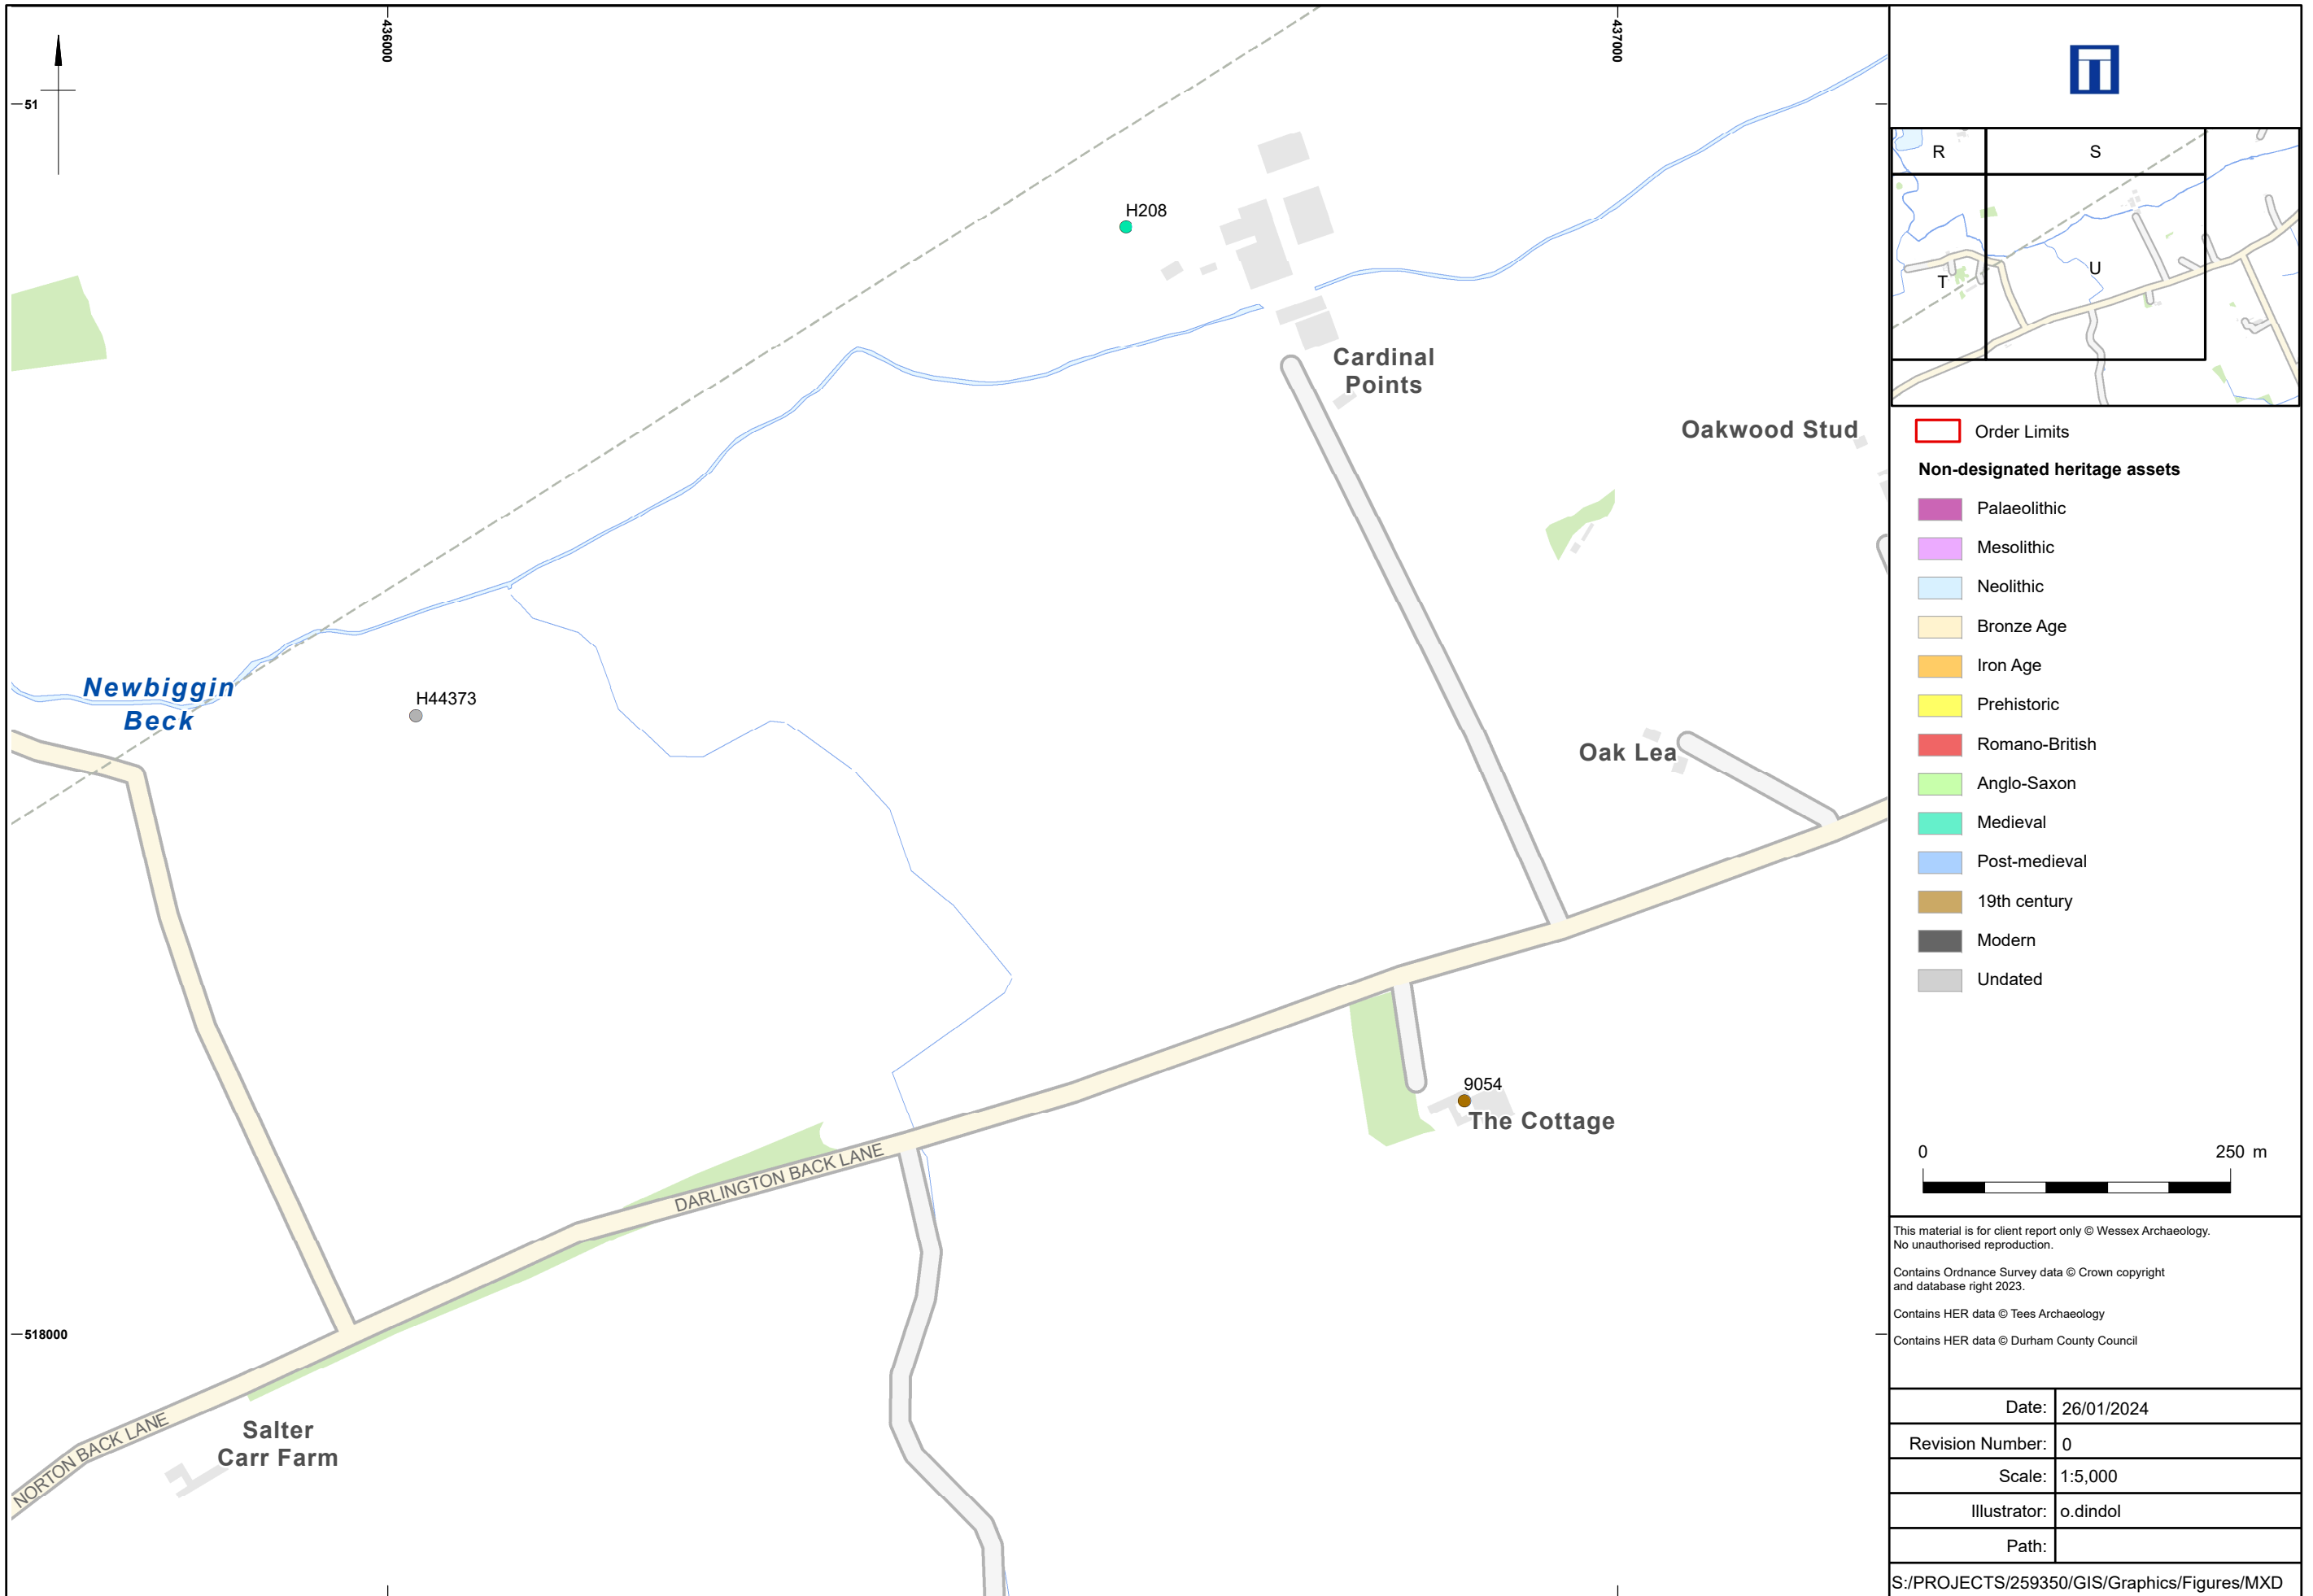 436000
437000
51
H208
Cardinal
Points
Oakwood Stud
Newbiggin
Beck
H44373
Oak Lea
9054
The Cottage
DARLINGTON BACK LANE
518000
Salter
Carr Farm
NORTON BACK LANE
R
S
T
U
Order Limits
Non-designated heritage assets
Palaeolithic
Mesolithic
Neolithic
Bronze Age
Iron Age
Prehistoric
Romano-British
Anglo-Saxon
Medieval
Post-medieval
19th century
Modern
Undated
0 250 m
This material is for client report only © Wessex Archaeology.
No unauthorised reproduction.
Contains Ordnance Survey data © Crown copyright
and database right 2023.
Contains HER data © Tees Archaeology
Contains HER data © Durham County Council
Date: 26/01/2024
Revision Number: 0
Scale: 1:5,000
Illustrator: o.dindol
Path:
S:/PROJECTS/259350/GIS/Graphics/Figures/MXD